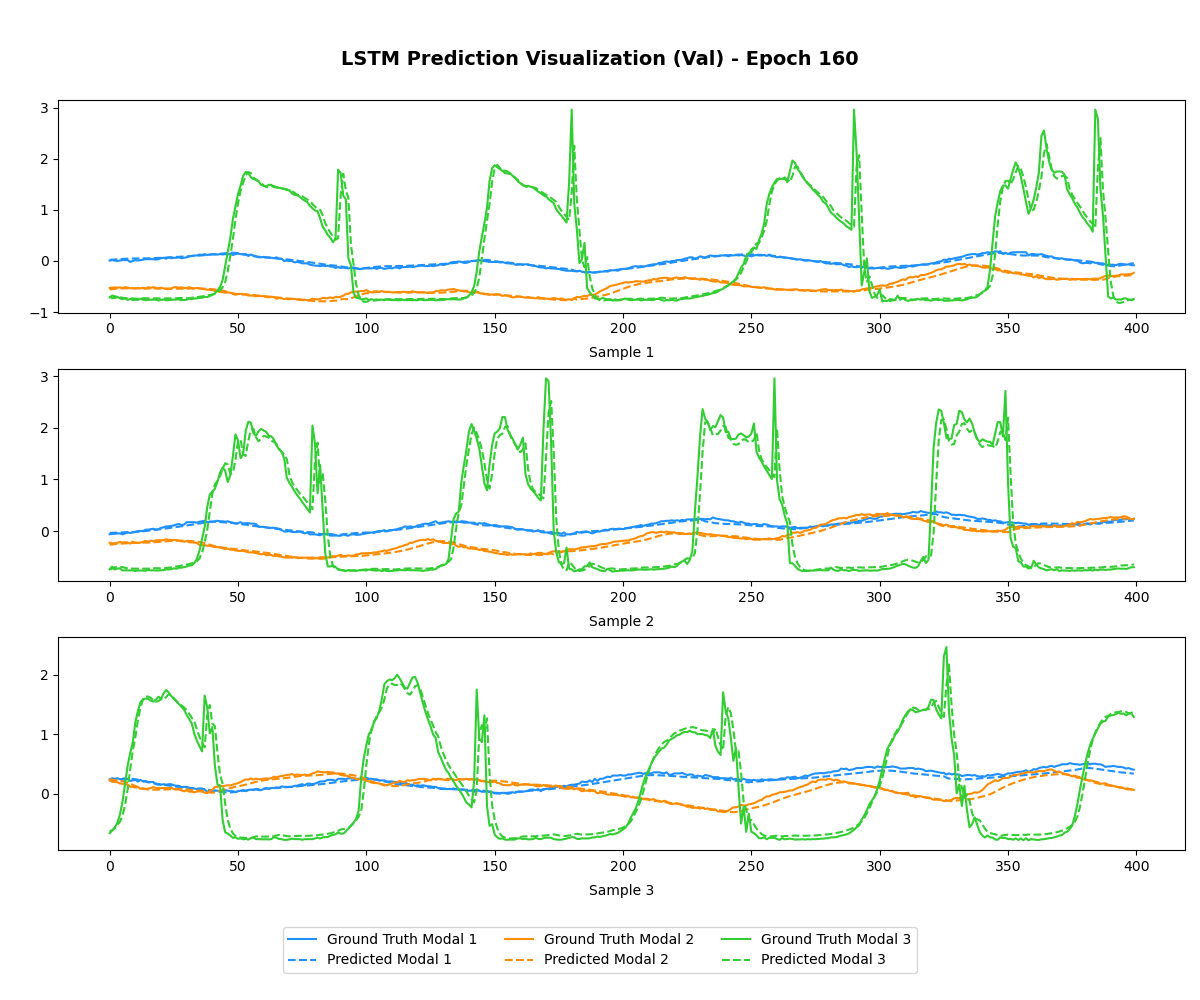 LSTM Prediction Visualization (Val) - Epoch 160
3
2
1
0
−1
0 50 100 150 200 250 300 350 400
Sample 1
3
2
1
0
0 50 100 150 200 250 300 350 400
Sample 2
2
1
0
0 50 100 150 200 250 300 350 400
Sample 3
Ground Truth Modal 1 Ground Truth Modal 2 Ground Truth Modal 3
Predicted Modal 1 Predicted Modal 2 Predicted Modal 3